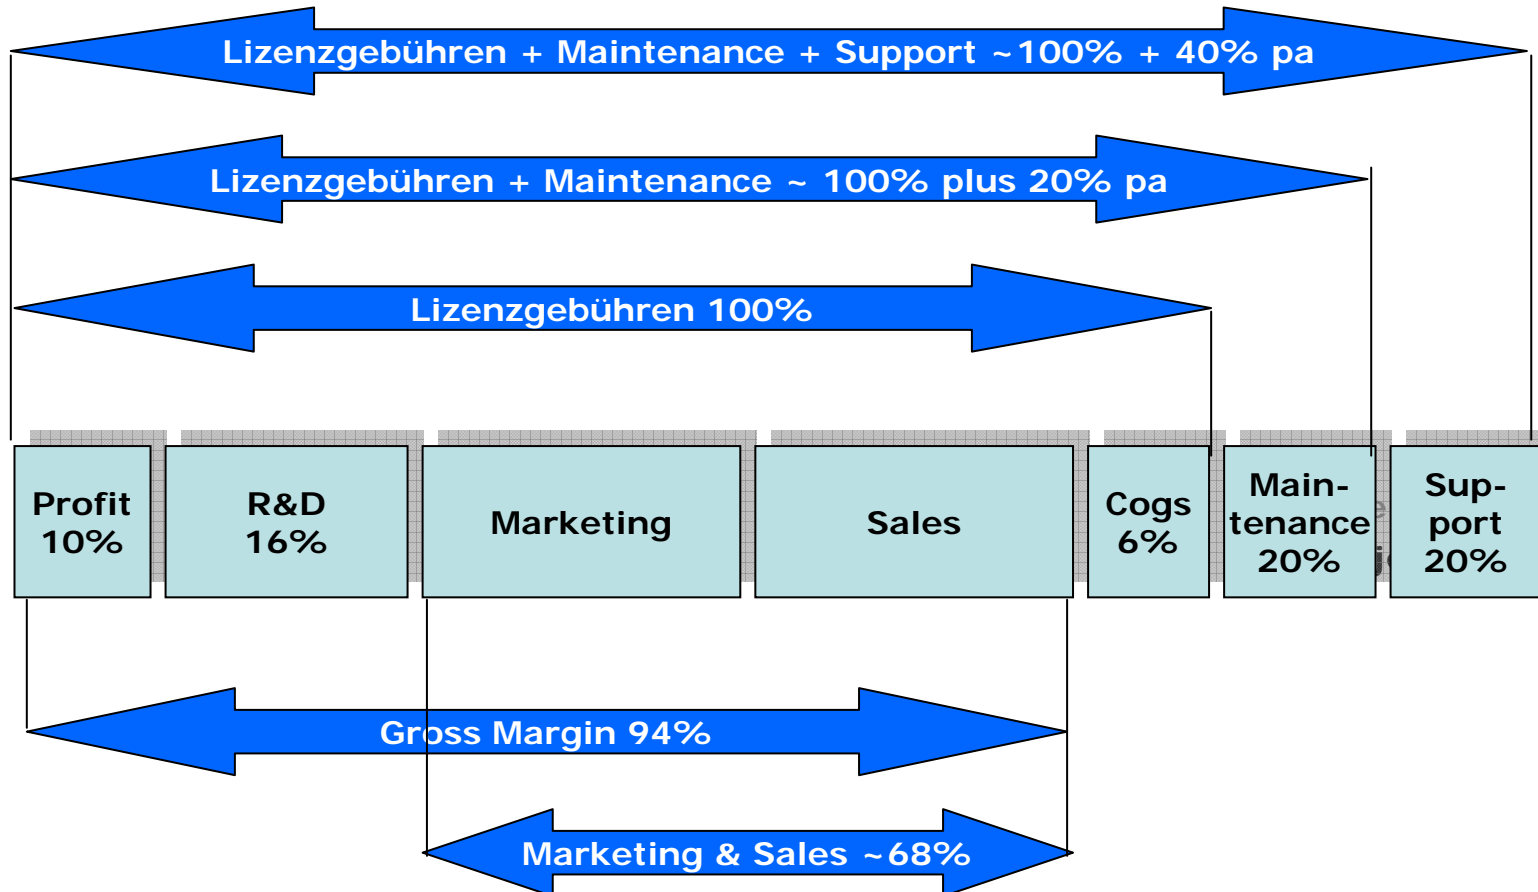 Lizenzgebühren + Maintenance + Support ~100% + 40% pa
Lizenzgebühren + Maintenance ~ 100% plus 20% pa
Lizenzgebühren 100%
Profit
10%
R&D
16%
Marketing
Sales
Cogs
6%
Main-
tenance
20%
Sup-
port
20%
Gross Margin 94%
Marketing & Sales ~68%